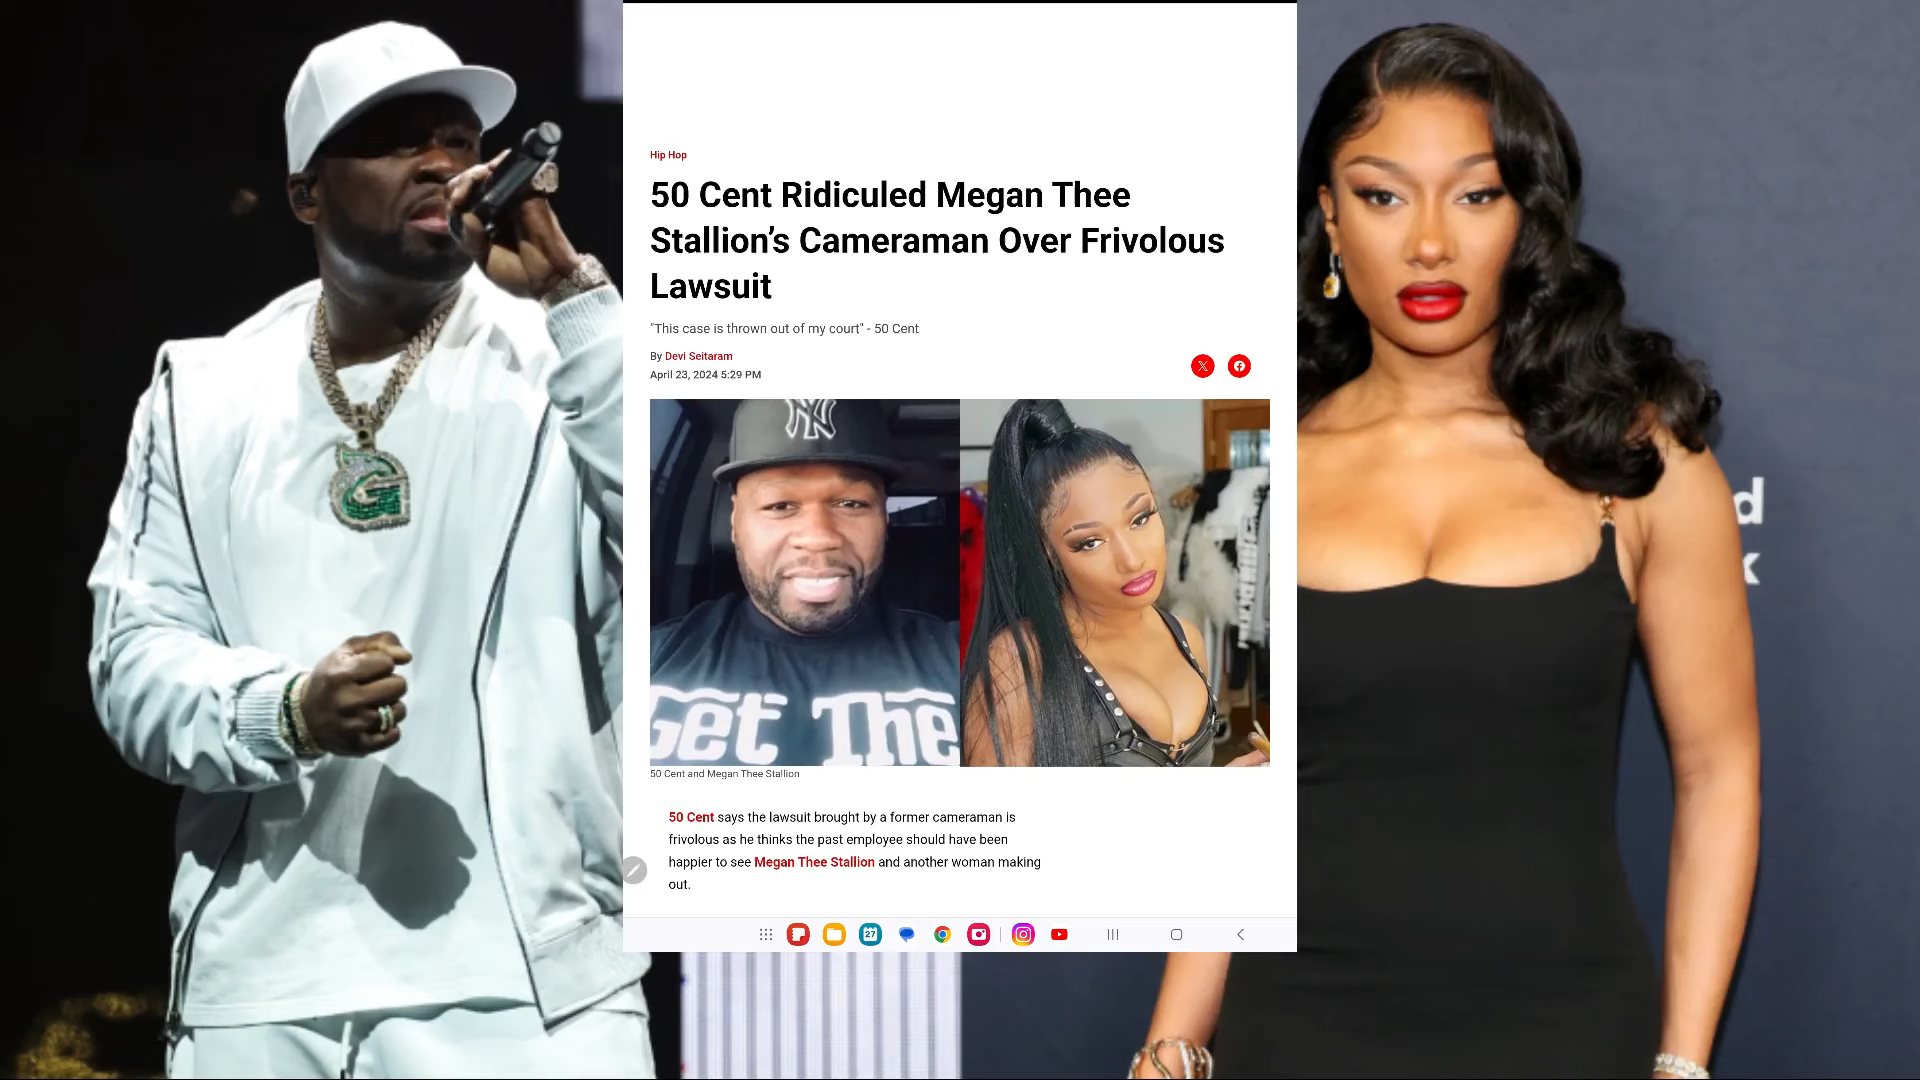 Hip Hop
50 Cent Ridiculed Megan Thee
Stallion's Cameraman Over Frivolous
Lawsuit
"This case is thrown out of my court" - 50 Cent
By Devi Seitaram
April 23, 2024 5:29 PM
NY
Get The
50 Cent and Megan Thee Stallion
50 Cent says the lawsuit brought by a former cameraman is
frivolous as he thinks the past employee should have been
happier to see Megan Thee Stallion and another woman making
out.
27
G
d
k